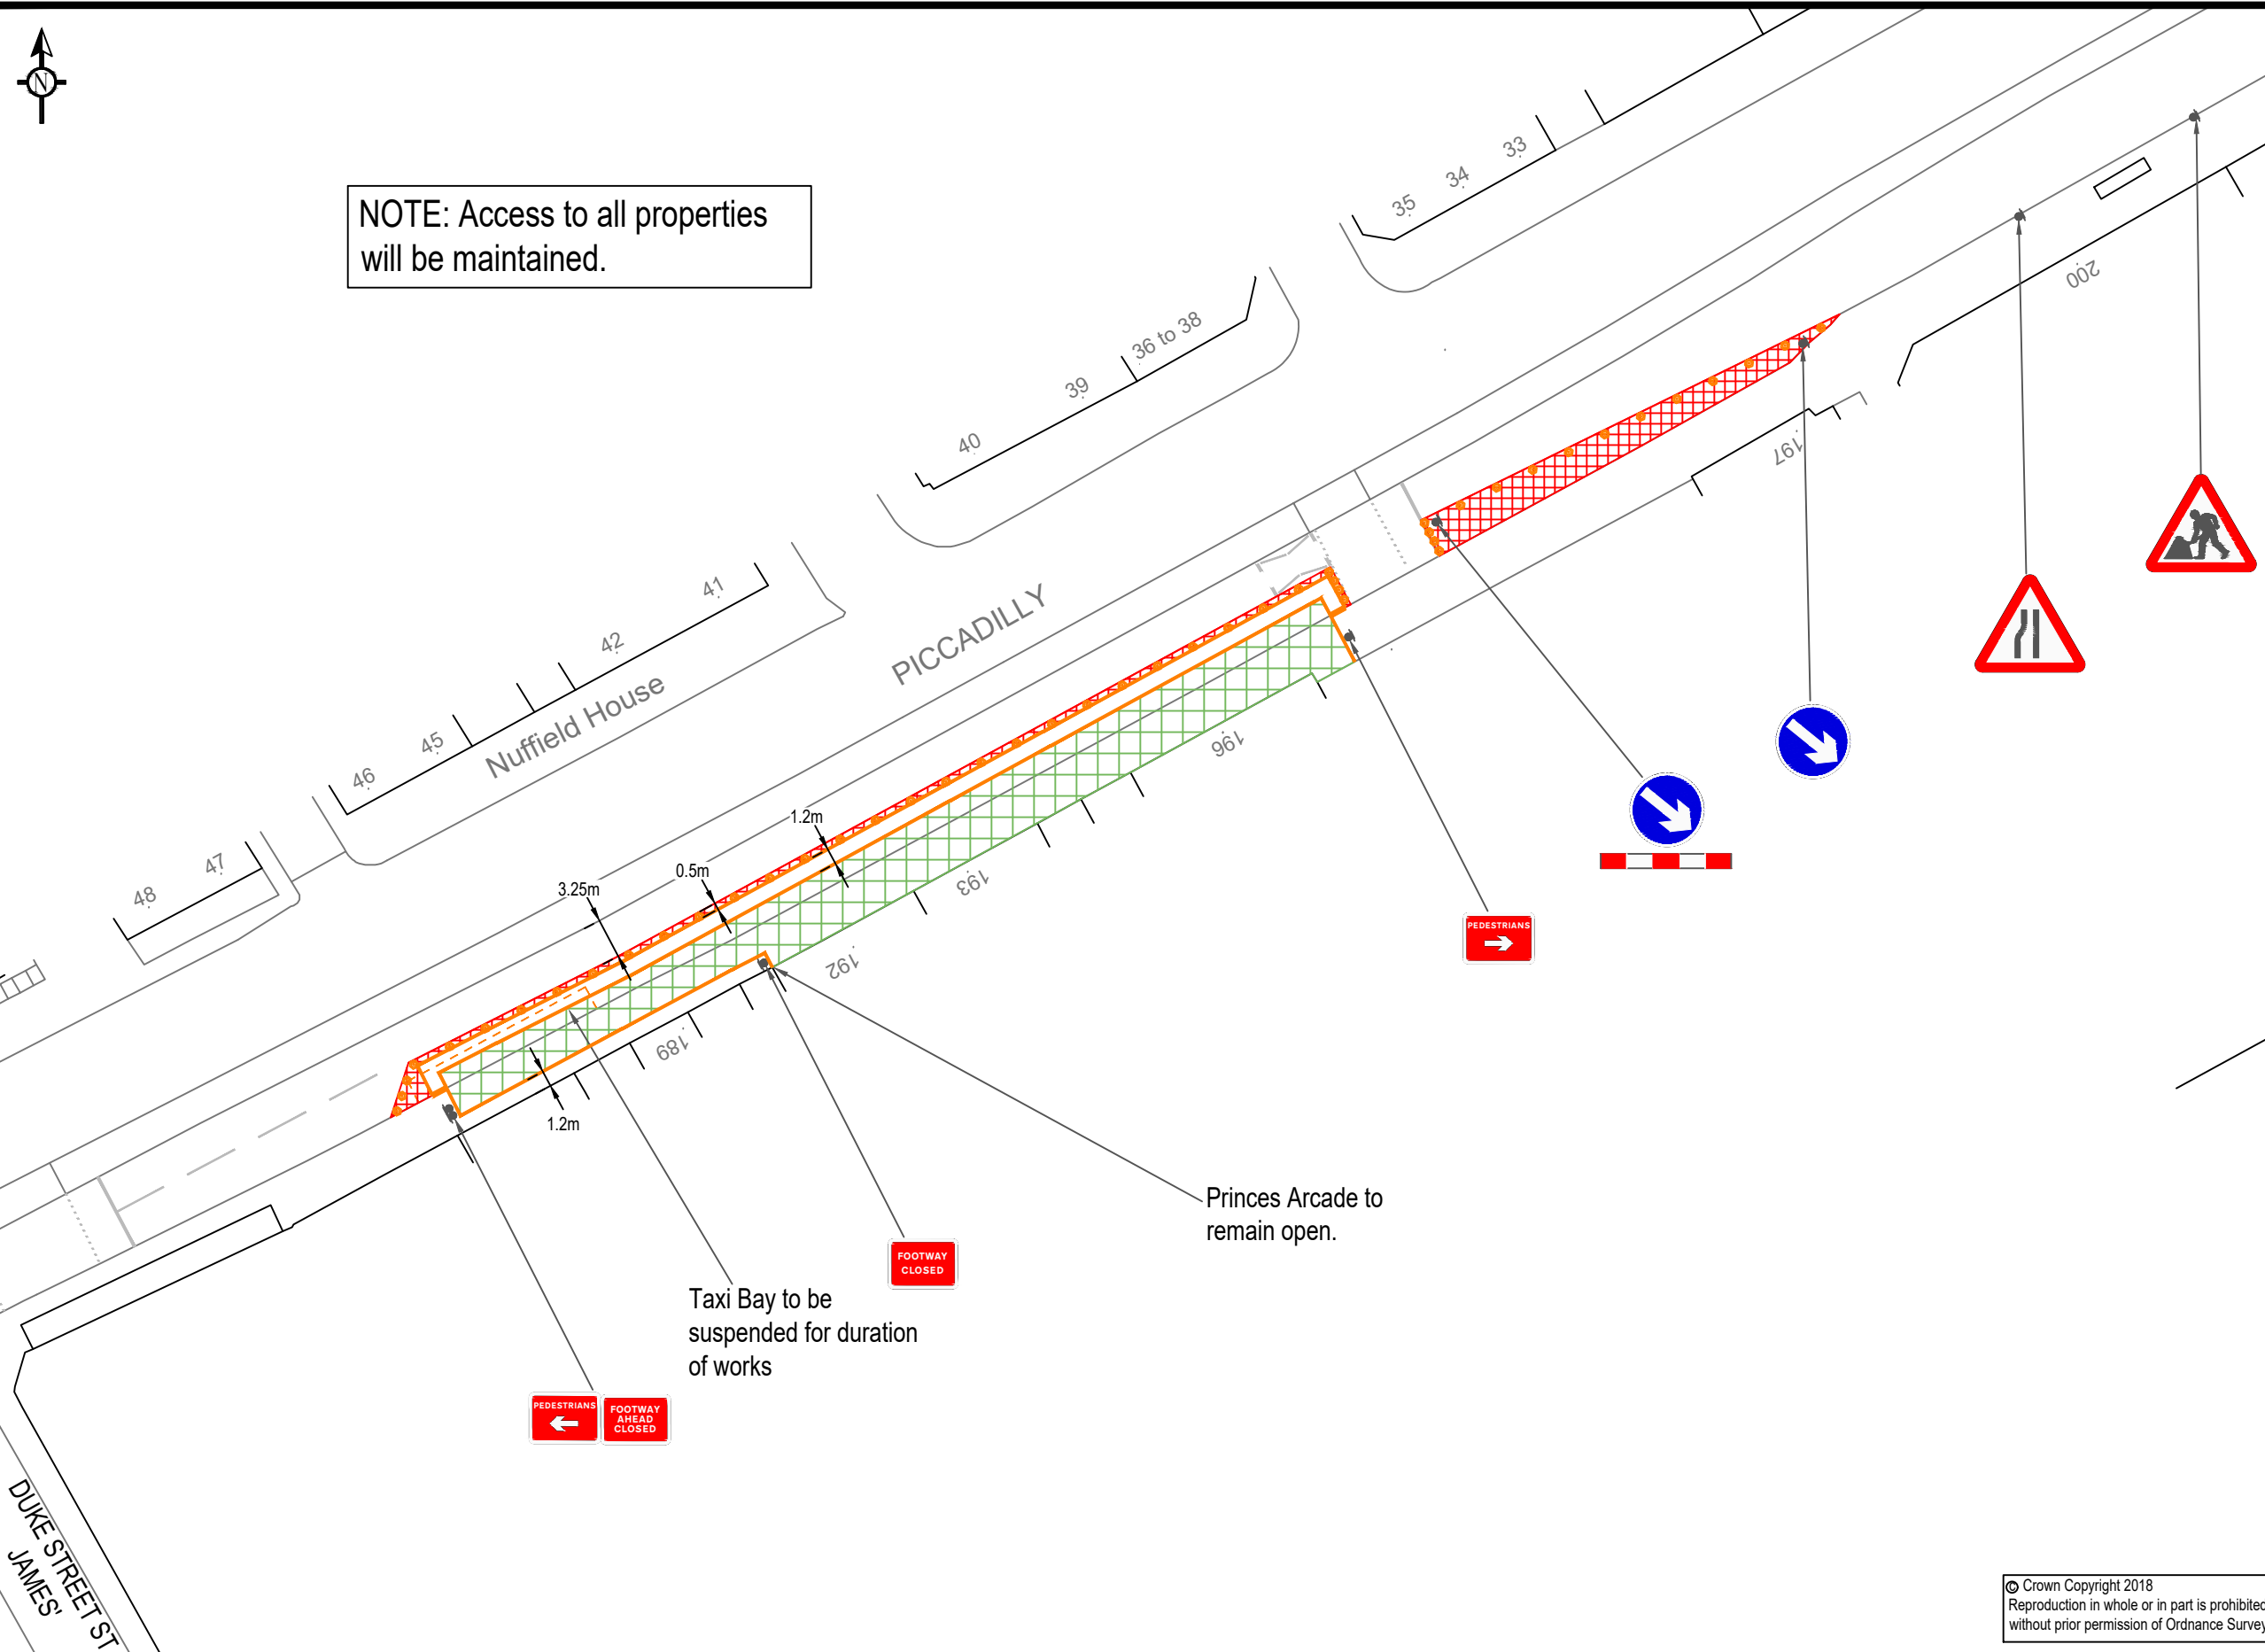 N
NOTE: Access to all properties
will be maintained.
33
34
35
36 to 38
39
40
41
42
Nuffield House
45
46
47
48
PICCADILLY
200
197
196
193
192
189
1.2m
0.5m
3.25m
1.2m
PEDESTRIANS
Princes Arcade to
remain open.
FOOTWAY
CLOSED
Taxi Bay to be
suspended for duration
of works
PEDESTRIANS
FOOTWAY
AHEAD
CLOSED
DUKE STREET ST
JAMES'
© Crown Copyright 2018
Reproduction in whole or in part is prohibited
without prior permission of Ordnance Survey